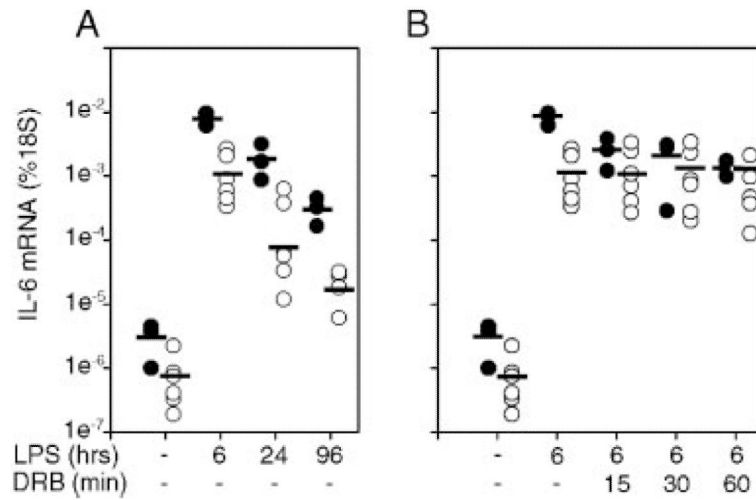 A B
1e-2
1e-3
1e-4
1e-5
1e-6
1e-7
IL-6 mRNA (%18S)
LPS (hrs) - 6 24 96 - 6 6 6 6
DRB (min) - - - - - - 15 30 60